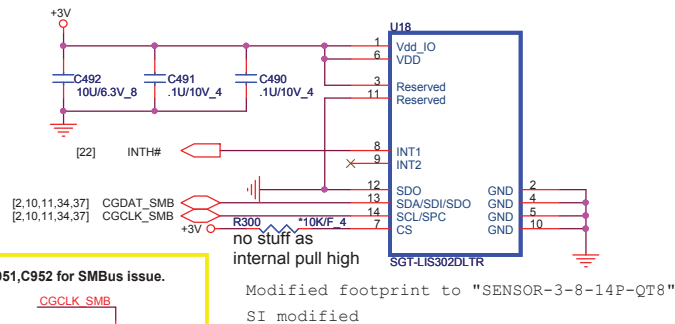 +3V
U18
1 Vdd_IO
6 VDD
C492
10U/6.3V_8
C491
.1U/10V_4
C490
.1U/10V_4
3 Reserved
11 Reserved
[22] INTH#
8 INT1
9 INT2
12 SDO GND 2
[2,10,11,34,37] CGDAT_SMB 13 SDA/SDI/SDO GND 4
[2,10,11,34,37] CGCLK_SMB 14 SCL/SPC GND 5
+3V R300 *10K/F_4 7 CS GND 10
no stuff as
internal pull high
SGT-LIS302DLTR
951,C952 for SMBus issue.
CGCLK_SMB
Modified footprint to "SENSOR-3-8-14P-QT8"
SI modified